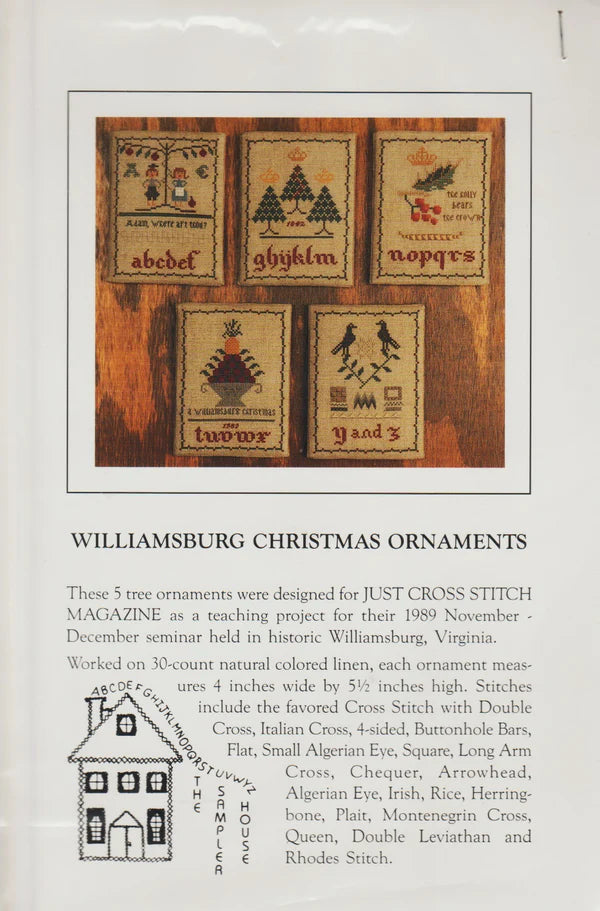 A E
Adam, where art thou?
abcdef
ghijklm
the holly
bears
the crown
nopqrs
a williamsburg christmas
1989
tuvwx
y and z
WILLIAMSBURG CHRISTMAS ORNAMENTS
These 5 tree ornaments were designed for JUST CROSS STITCH
MAGAZINE as a teaching project for their 1989 November -
December seminar held in historic Williamsburg, Virginia.
Worked on 30-count natural colored linen, each ornament meas-
ures 4 inches wide by 5½ inches high. Stitches
include the favored Cross Stitch with Double
Cross, Italian Cross, 4-sided, Buttonhole Bars,
Flat, Small Algerian Eye, Square, Long Arm
Cross, Chequer, Arrowhead,
Algerian Eye, Irish, Rice, Herring-
bone, Plait, Montenegrin Cross,
Queen, Double Leviathan and
Rhodes Stitch.
ABCDEFGHIJKLMNOPQRSTUVWYZ
THE
SAMPLER
HOUSE